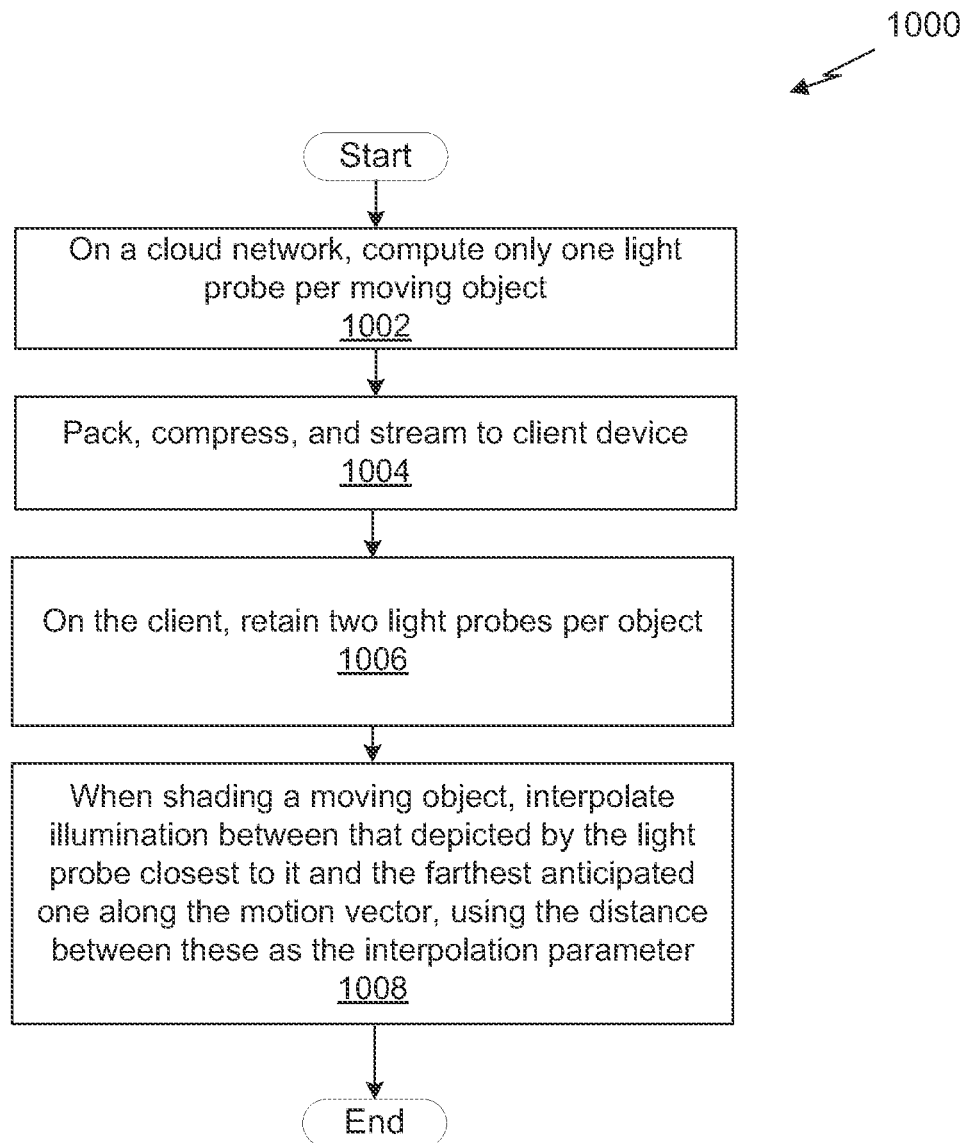 1000
Start
On a cloud network, compute only one light
probe per moving object
1002
Pack, compress, and stream to client device
1004
On the client, retain two light probes per object
1006
When shading a moving object, interpolate
illumination between that depicted by the light
probe closest to it and the farthest anticipated
one along the motion vector, using the distance
between these as the interpolation parameter
1008
End